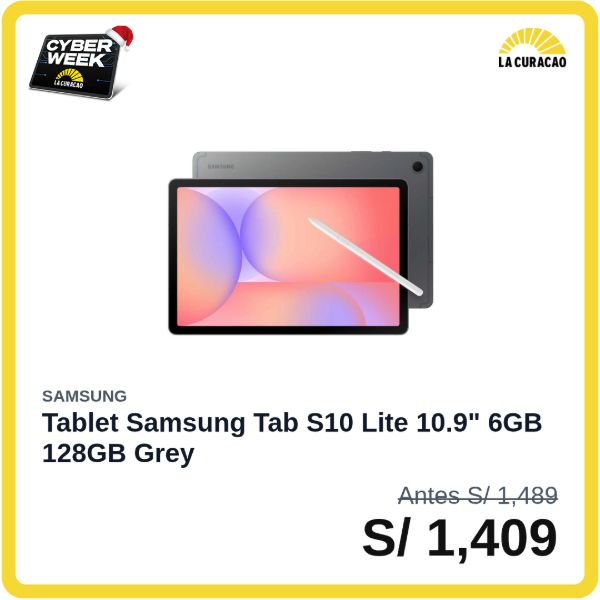 CYBER
WEEK
LA CURACAO
LA CURACAO
SAMSUNG
SAMSUNG
Tablet Samsung Tab S10 Lite 10.9" 6GB
128GB Grey
Antes S/ 1,489
S/ 1,409